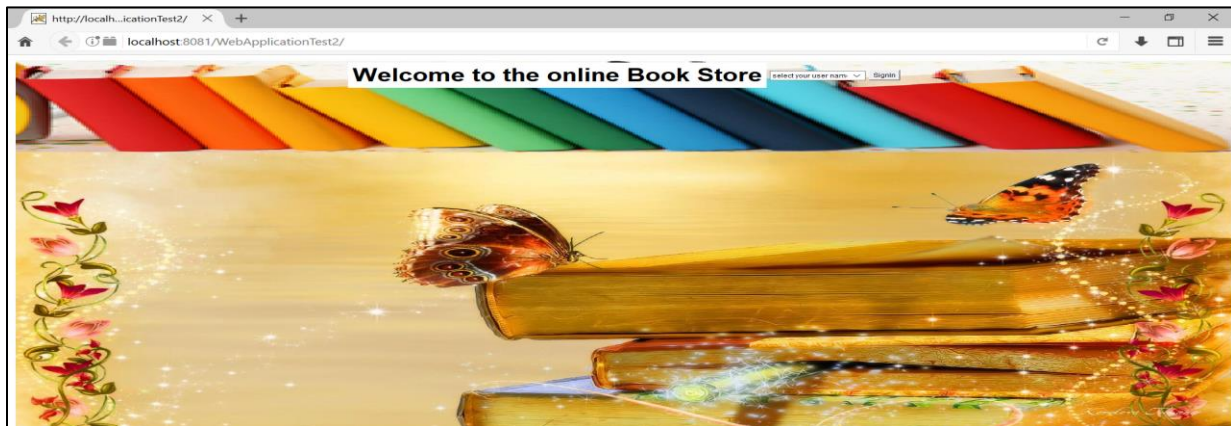 http://localh...icationTest2/
localhost:8081/WebApplicationTest2/
Welcome to the online Book Store select your user nam SignIn